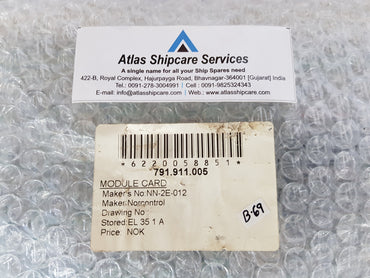 Atlas Shipcare Services
A single name for all your Ship Spares need
422-B, Royal Complex, Hajurpayga Road, Bhavnagar-364001 [Gujarat] India
Tel.: 0091-278-3004991 | Cell : 0091-9825324343
E-mail: info@atlasshipcare.com | Web: www.atlasshipcare.com
*6220058851*
791.911.005
MODULE CARD
Maker's No:NN-2E-012
Maker:Norcontrol
Drawing No:
Stored:EL 35 1 A
Price: NOK
B-69